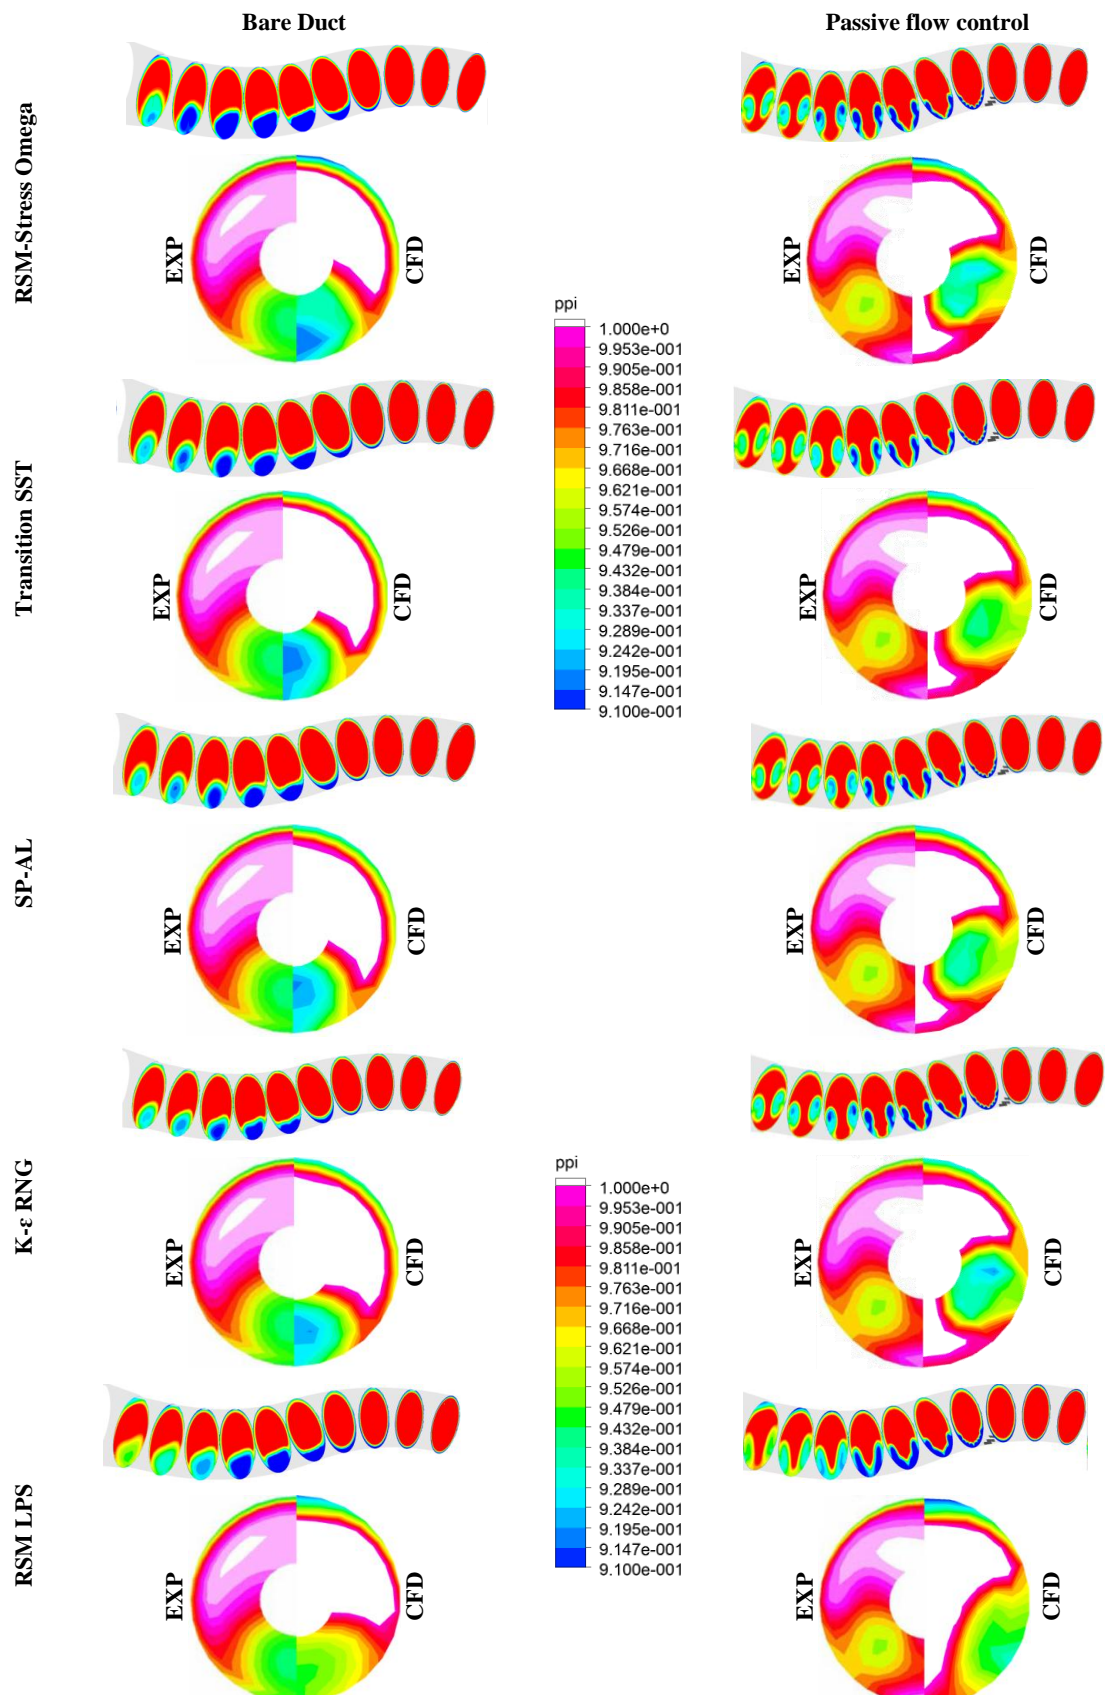 Bare Duct
Passive flow control
RSM-Stress Omega
EXP
CFD
EXP
CFD
ppi
1.000e+0
9.953e-001
9.905e-001
9.858e-001
9.811e-001
9.763e-001
9.716e-001
9.668e-001
9.621e-001
9.574e-001
9.526e-001
9.479e-001
9.432e-001
9.384e-001
9.337e-001
9.289e-001
9.242e-001
9.195e-001
9.147e-001
9.100e-001
Transition SST
EXP
CFD
EXP
CFD
SP-AL
EXP
CFD
EXP
CFD
K-ε RNG
EXP
CFD
EXP
CFD
ppi
1.000e+0
9.953e-001
9.905e-001
9.858e-001
9.811e-001
9.763e-001
9.716e-001
9.668e-001
9.621e-001
9.574e-001
9.526e-001
9.479e-001
9.432e-001
9.384e-001
9.337e-001
9.289e-001
9.242e-001
9.195e-001
9.147e-001
9.100e-001
RSM LPS
EXP
CFD
EXP
CFD